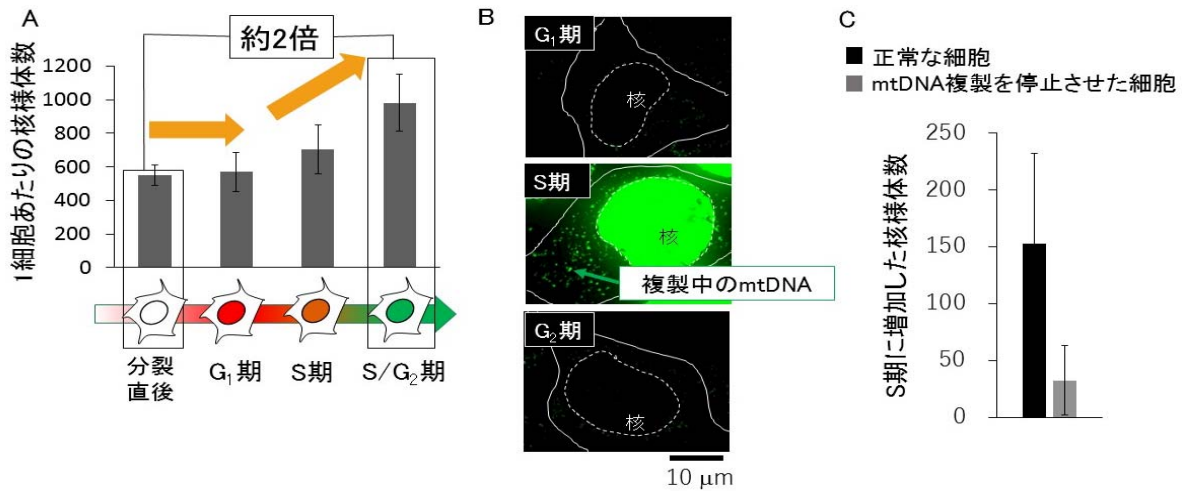 A
約2倍
1細胞あたりの核様体数
1200
1000
800
600
400
200
0
分裂
直後
G₁期
S期
S/G₂期
B
G₁期
核
S期
核
複製中のmtDNA
G₂期
核
10 μm
C
正常な細胞
mtDNA複製を停止させた細胞
S期に増加した核様体数
250
200
150
100
50
0